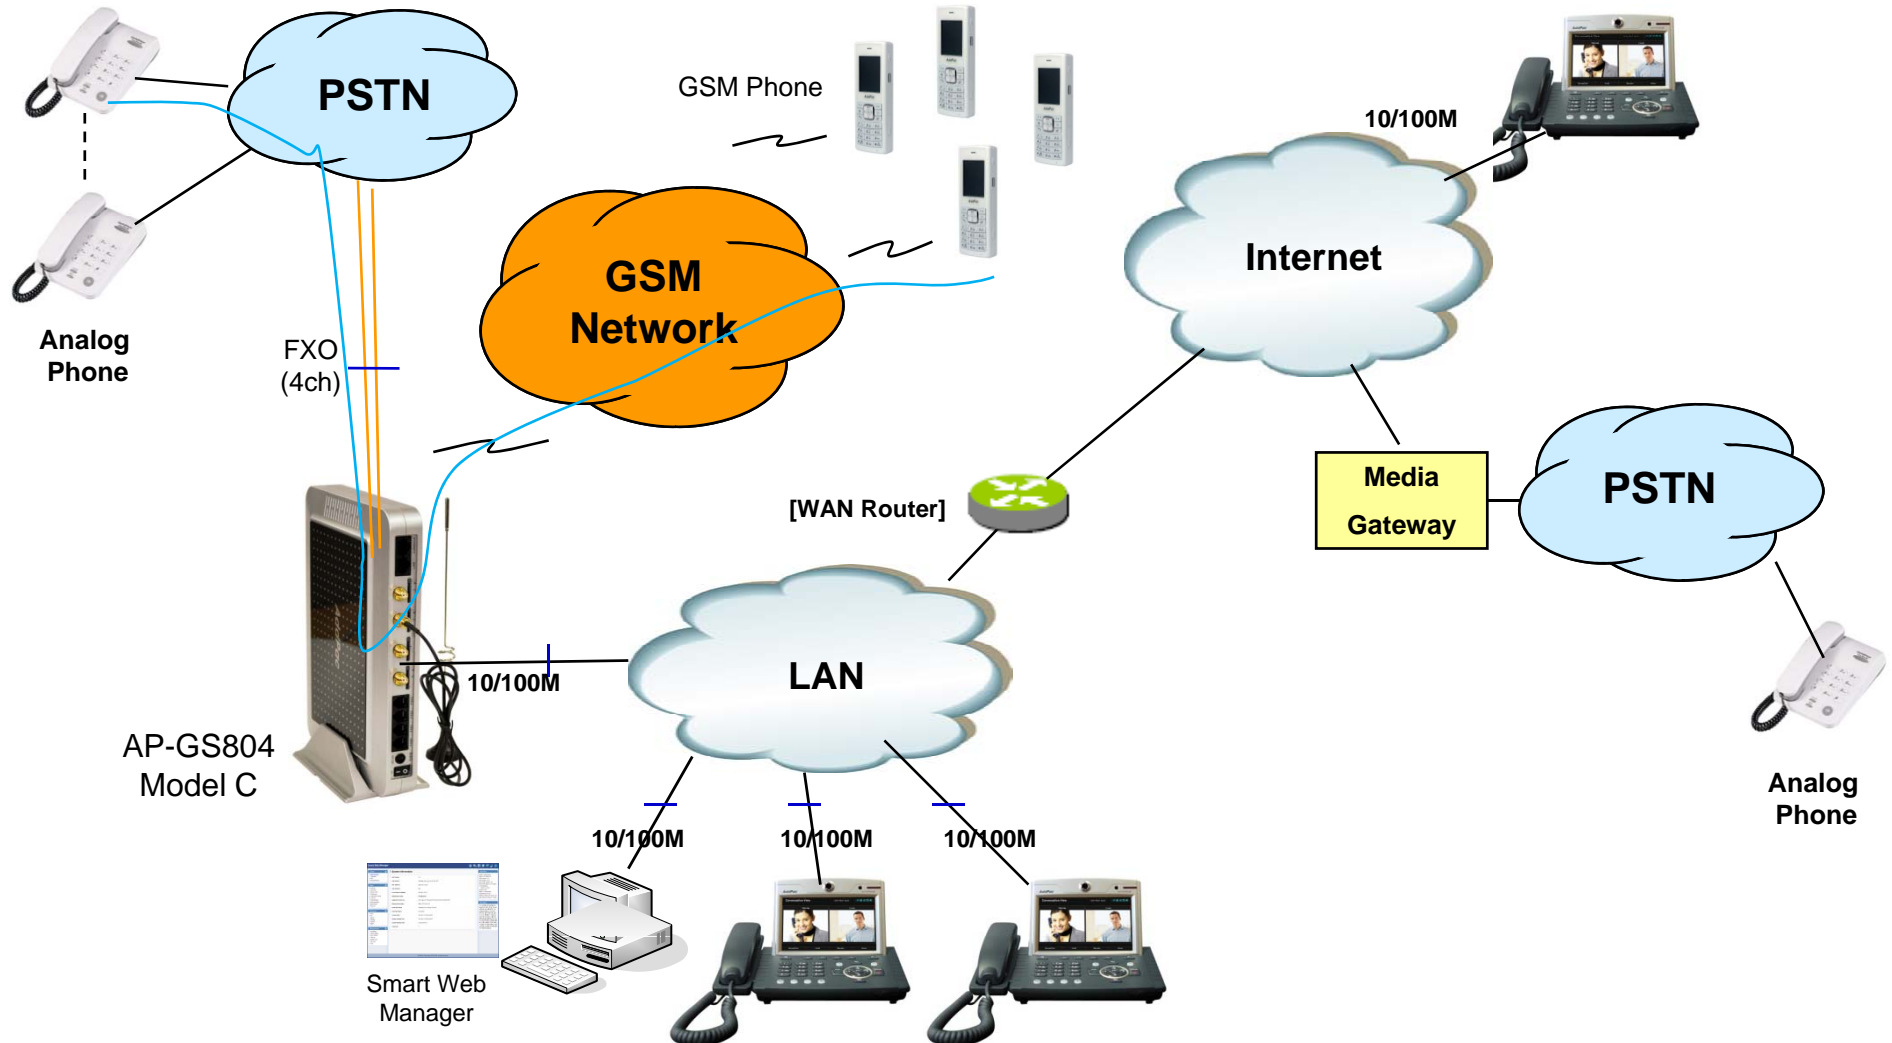 PSTN
GSM Phone
10/100M
Internet
GSM
Network
Analog
Phone
FXO
(4ch)
Media
Gateway
PSTN
[WAN Router]
LAN
10/100M
AP-GS804
Model C
Analog
Phone
10/100M
10/100M
10/100M
Smart Web
Manager